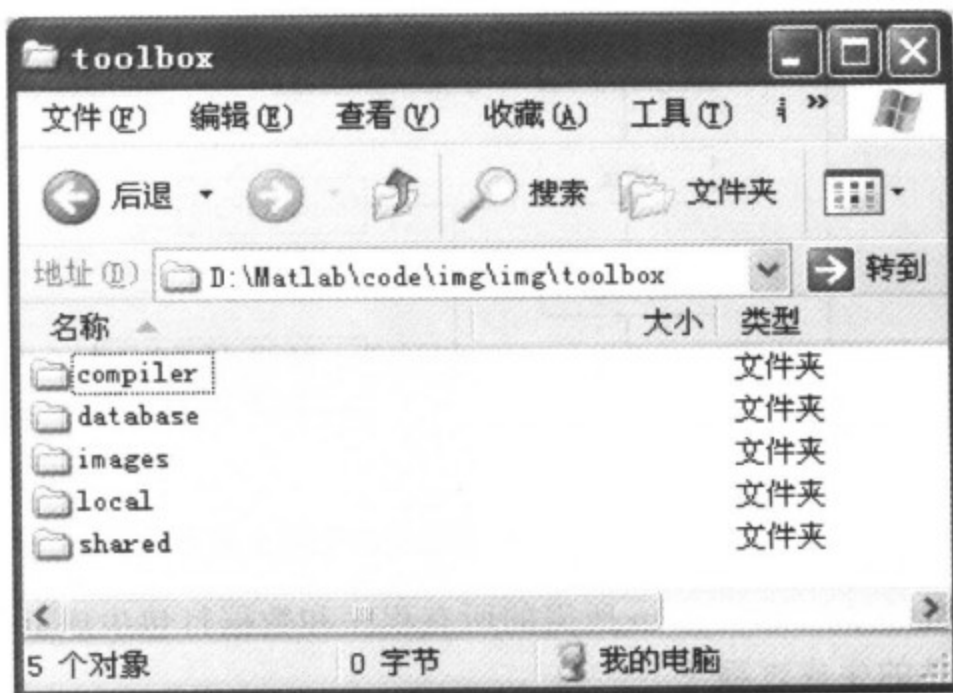 toolbox
文件(F) 编辑(E) 查看(V) 收藏(A) 工具(T) »
后退 搜索 文件夹
地址(D) D:\Matlab\code\img\img\toolbox 转到
名称 大小 类型
compiler 文件夹
database 文件夹
images 文件夹
local 文件夹
shared 文件夹
5 个对象 0 字节 我的电脑